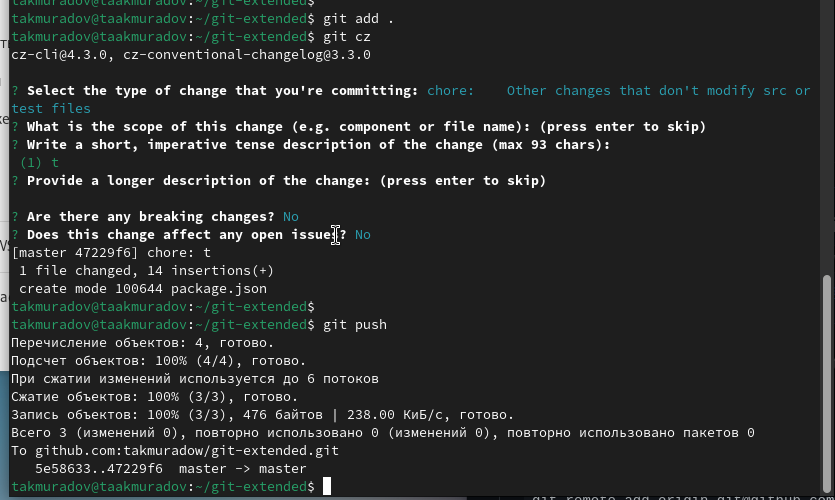 takmuradov@taakmuradov:~/git-extended$
takmuradov@taakmuradov:~/git-extended$ git add .
takmuradov@taakmuradov:~/git-extended$ git cz
cz-cli@4.3.0, cz-conventional-changelog@3.3.0
? Select the type of change that you're committing: chore:    Other changes that don't modify src or
test files
? What is the scope of this change (e.g. component or file name): (press enter to skip)
? Write a short, imperative tense description of the change (max 93 chars):
 (1) t
? Provide a longer description of the change: (press enter to skip)
? Are there any breaking changes? No
? Does this change affect any open issues? No
[master 47229f6] chore: t
 1 file changed, 14 insertions(+)
 create mode 100644 package.json
takmuradov@taakmuradov:~/git-extended$
takmuradov@taakmuradov:~/git-extended$ git push
Перечисление объектов: 4, готово.
Подсчет объектов: 100% (4/4), готово.
При сжатии изменений используется до 6 потоков
Сжатие объектов: 100% (3/3), готово.
Запись объектов: 100% (3/3), 476 байтов | 238.00 КиБ/с, готово.
Всего 3 (изменений 0), повторно использовано 0 (изменений 0), повторно использовано пакетов 0
To github.com:takmuradow/git-extended.git
   5e58633..47229f6  master -> master
takmuradov@taakmuradov:~/git-extended$